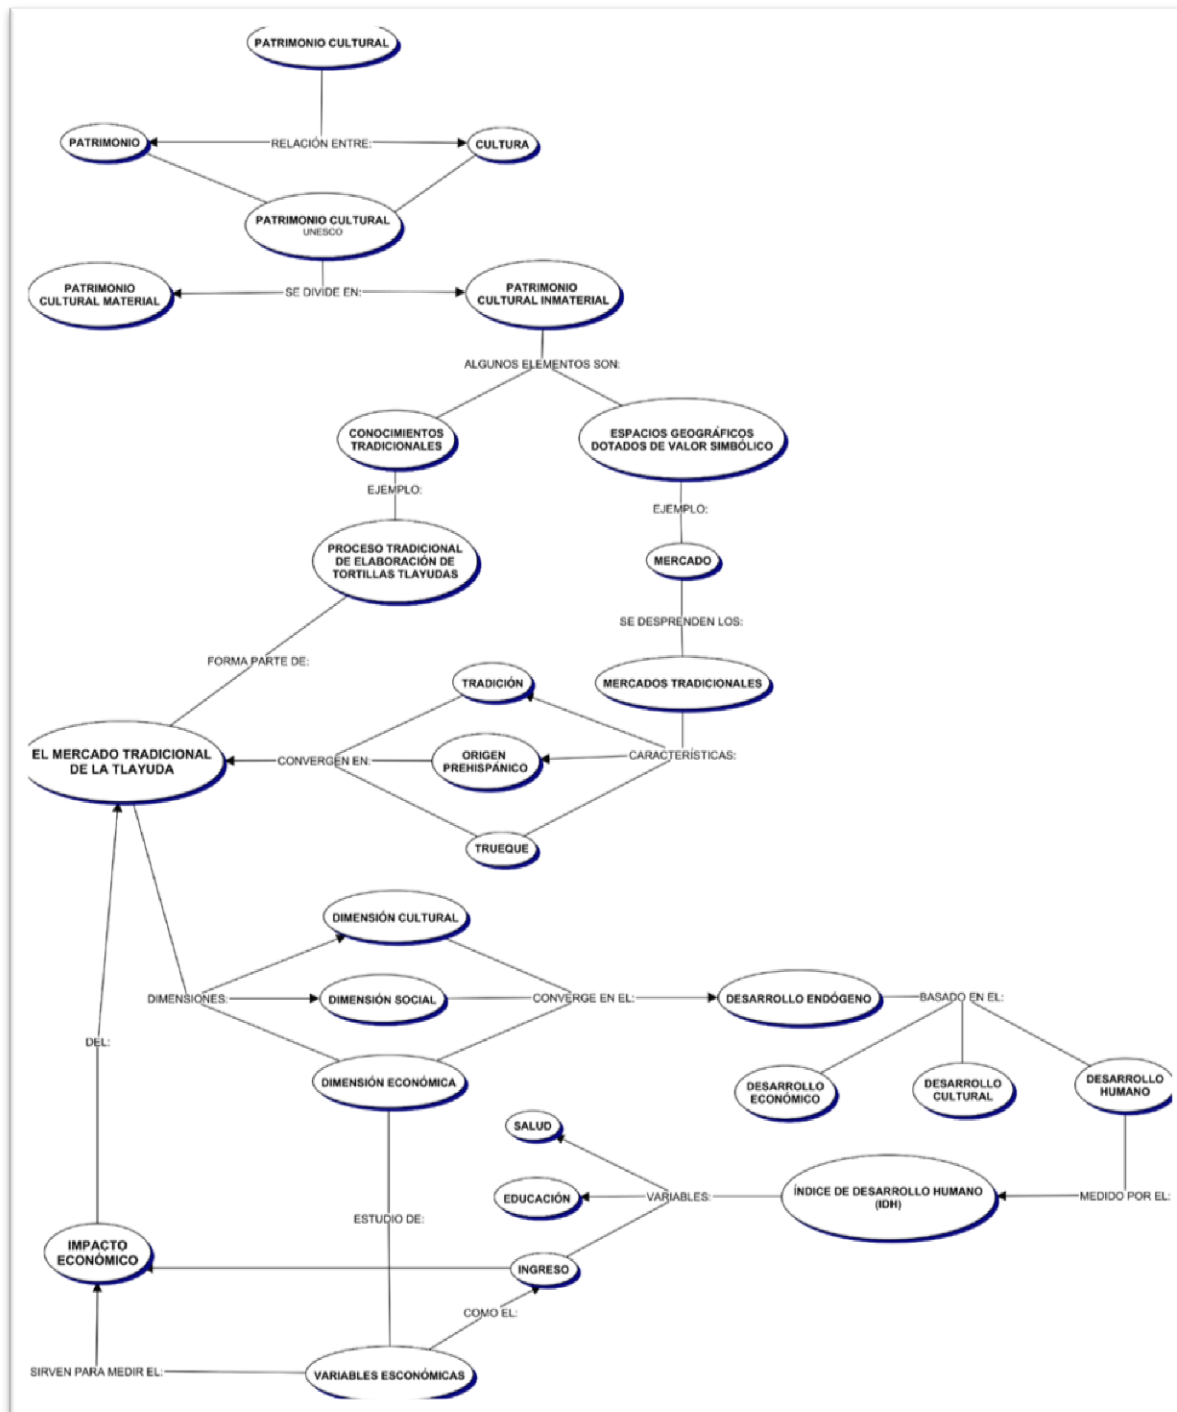 PATRIMONIO CULTURAL
PATRIMONIO
RELACIÓN ENTRE:
CULTURA
PATRIMONIO CULTURAL
UNESCO
PATRIMONIO
CULTURAL MATERIAL
SE DIVIDE EN:
PATRIMONIO
CULTURAL INMATERIAL
ALGUNOS ELEMENTOS SON:
CONOCIMIENTOS
TRADICIONALES
ESPACIOS GEOGRÁFICOS
DOTADOS DE VALOR SIMBÓLICO
EJEMPLO:
EJEMPLO:
PROCESO TRADICIONAL
DE ELABORACIÓN DE
TORTILLAS TLAYUDAS
MERCADO
SE DESPRENDEN LOS:
FORMA PARTE DE:
TRADICIÓN
MERCADOS TRADICIONALES
EL MERCADO TRADICIONAL
DE LA TLAYUDA
CONVERGEN EN:
ORIGEN
PREHISPÁNICO
CARACTERÍSTICAS:
TRUEQUE
DIMENSIÓN CULTURAL
DIMENSIONES:
DIMENSIÓN SOCIAL
CONVERGE EN EL:
DESARROLLO ENDÓGENO
BASADO EN EL:
DEL:
DIMENSIÓN ECONÓMICA
DESARROLLO
ECONÓMICO
DESARROLLO
CULTURAL
DESARROLLO
HUMANO
SALUD
EDUCACIÓN
VARIABLES:
ÍNDICE DE DESARROLLO HUMANO
(IDH)
MEDIDO POR EL:
ESTUDIO DE:
IMPACTO
ECONÓMICO
INGRESO
COMO EL:
SIRVEN PARA MEDIR EL:
VARIABLES ESCONÓMICAS